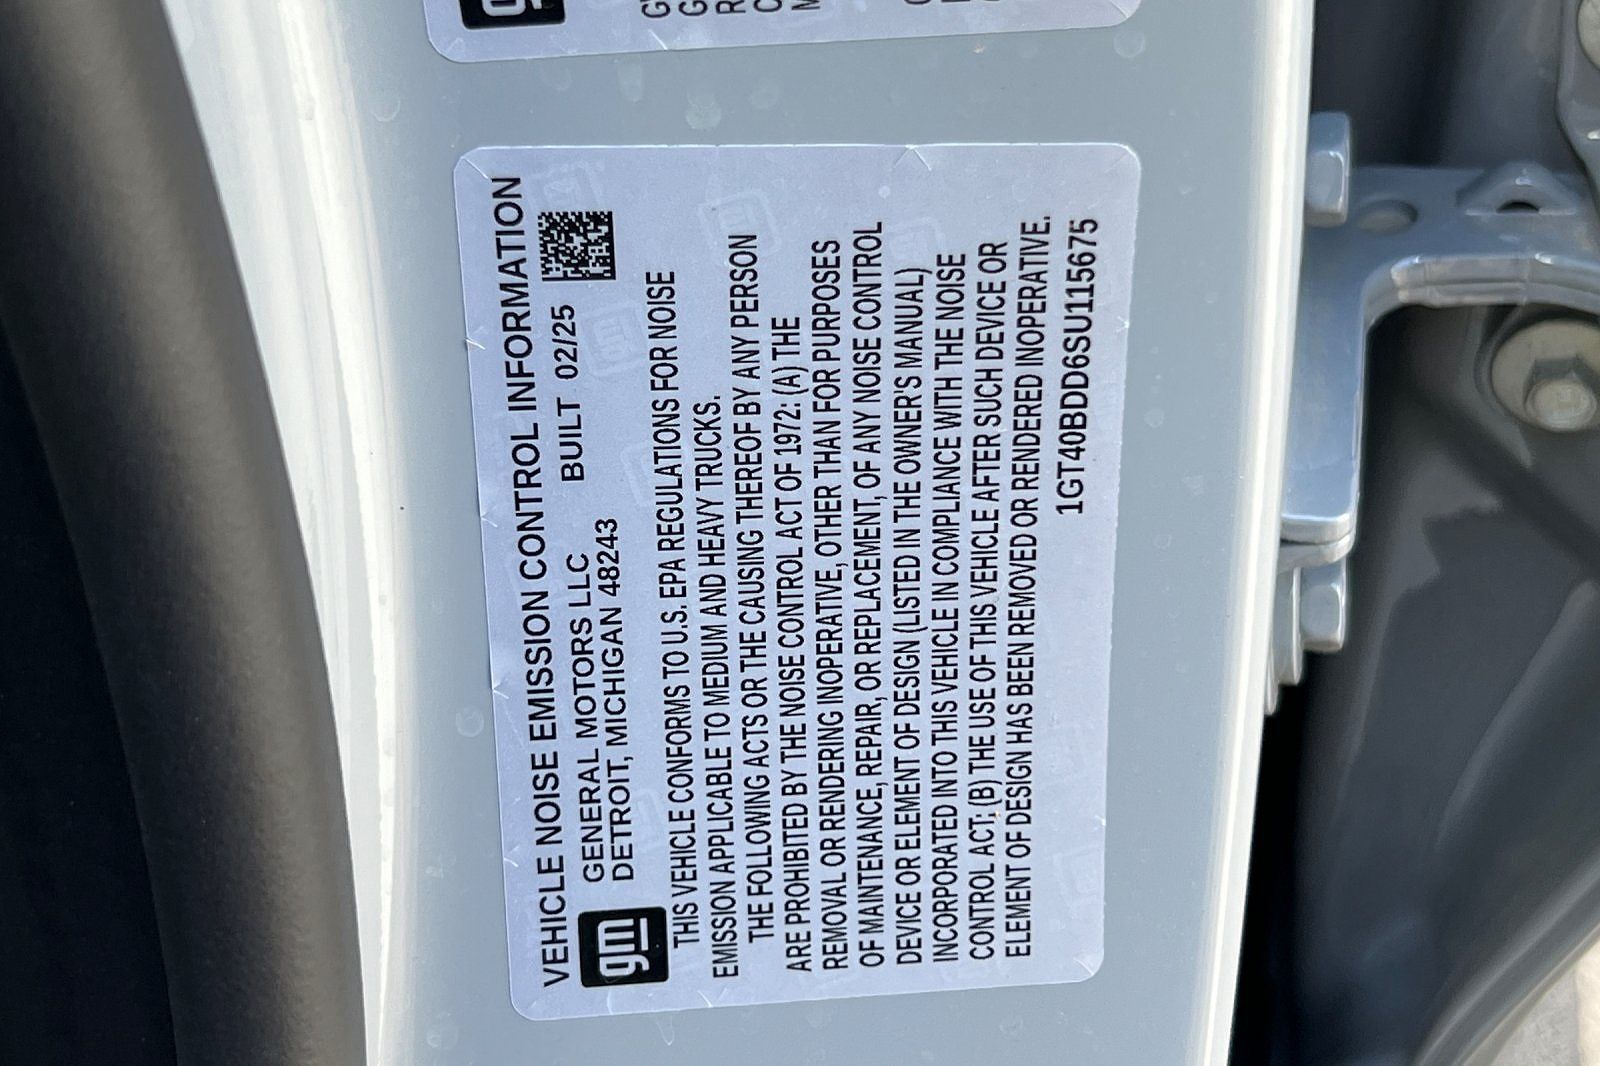 VEHICLE NOISE EMISSION CONTROL INFORMATION
gm
GENERAL MOTORS LLC BUILT 02/25
DETROIT, MICHIGAN 48243
THIS VEHICLE CONFORMS TO U.S. EPA REGULATIONS FOR NOISE
EMISSION APPLICABLE TO MEDIUM AND HEAVY TRUCKS.
THE FOLLOWING ACTS OR THE CAUSING THEREOF BY ANY PERSON
ARE PROHIBITED BY THE NOISE CONTROL ACT OF 1972: (A) THE
REMOVAL OR RENDERING INOPERATIVE, OTHER THAN FOR PURPOSES
OF MAINTENANCE, REPAIR, OR REPLACEMENT, OF ANY NOISE CONTROL
DEVICE OR ELEMENT OF DESIGN (LISTED IN THE OWNER'S MANUAL)
INCORPORATED INTO THIS VEHICLE IN COMPLIANCE WITH THE NOISE
CONTROL ACT; (B) THE USE OF THIS VEHICLE AFTER SUCH DEVICE OR
ELEMENT OF DESIGN HAS BEEN REMOVED OR RENDERED INOPERATIVE.
1GT40BDD6SU115675